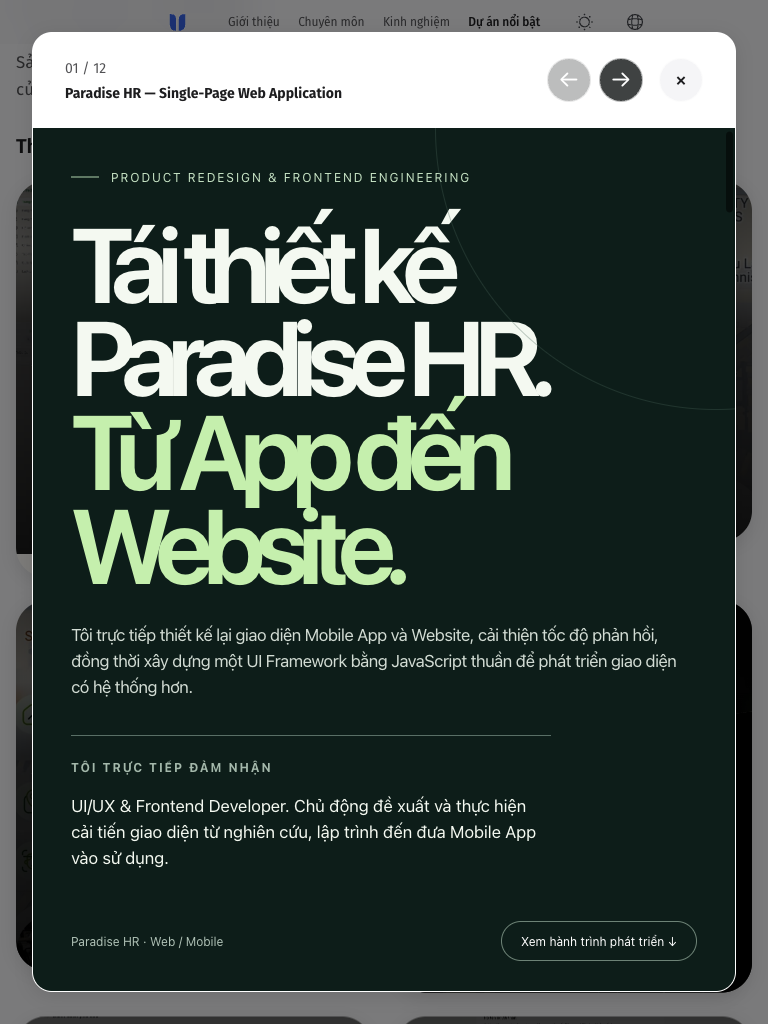 Giới thiệu
Chuyên môn
Kinh nghiệm
Dự án nổi bật
01 / 12
Paradise HR — Single-Page Web Application
×
PRODUCT REDESIGN & FRONTEND ENGINEERING
Tái thiết kế
Paradise HR.
Từ App đến
Website.
Tôi trực tiếp thiết kế lại giao diện Mobile App và Website, cải thiện tốc độ phản hồi,
đồng thời xây dựng một UI Framework bằng JavaScript thuần để phát triển giao diện
có hệ thống hơn.
TÔI TRỰC TIẾP ĐẢM NHẬN
UI/UX & Frontend Developer. Chủ động đề xuất và thực hiện
cải tiến giao diện từ nghiên cứu, lập trình đến đưa Mobile App
vào sử dụng.
Paradise HR · Web / Mobile
Xem hành trình phát triển ↓